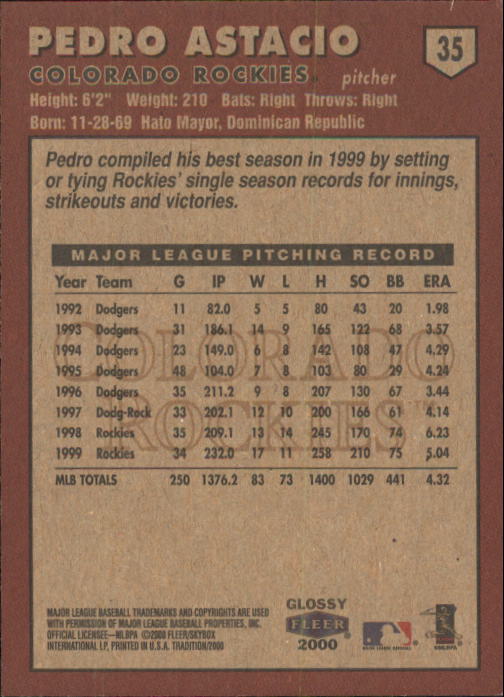 PEDRO ASTACIO
35
COLORADO ROCKIES™ pitcher
Height: 6'2" Weight: 210 Bats: Right Throws: Right
Born: 11-28-69 Hato Mayor, Dominican Republic
Pedro compiled his best season in 1999 by setting
or tying Rockies' single season records for innings,
strikeouts and victories.
MAJOR LEAGUE PITCHING RECORD
Year Team G IP W L H SO BB ERA
1992 Dodgers 11 82.0 5 5 80 43 20 1.98
1993 Dodgers 31 186.1 14 9 165 122 68 3.57
1994 Dodgers 23 149.0 6 8 142 108 47 4.29
1995 Dodgers 48 104.0 7 8 103 80 29 4.24
1996 Dodgers 35 211.2 9 8 207 130 67 3.44
1997 Dodg-Rock 33 202.1 12 10 200 166 61 4.14
1998 Rockies 35 209.1 13 14 245 170 74 6.23
1999 Rockies 34 232.0 17 11 258 210 75 5.04
MLB TOTALS 250 1376.2 83 73 1400 1029 441 4.32
COLORADO
ROCKIES™
MAJOR LEAGUE BASEBALL TRADEMARKS AND COPYRIGHTS ARE USED
WITH PERMISSION OF MAJOR LEAGUE BASEBALL PROPERTIES, INC.
OFFICIAL LICENSEE—MLBPA ©2000 FLEER/SKYBOX
INTERNATIONAL LP, PRINTED IN U.S.A. TRADITION/2000
GLOSSY
FLEER
2000
MAJOR LEAGUE BASEBALL
©MLBPA